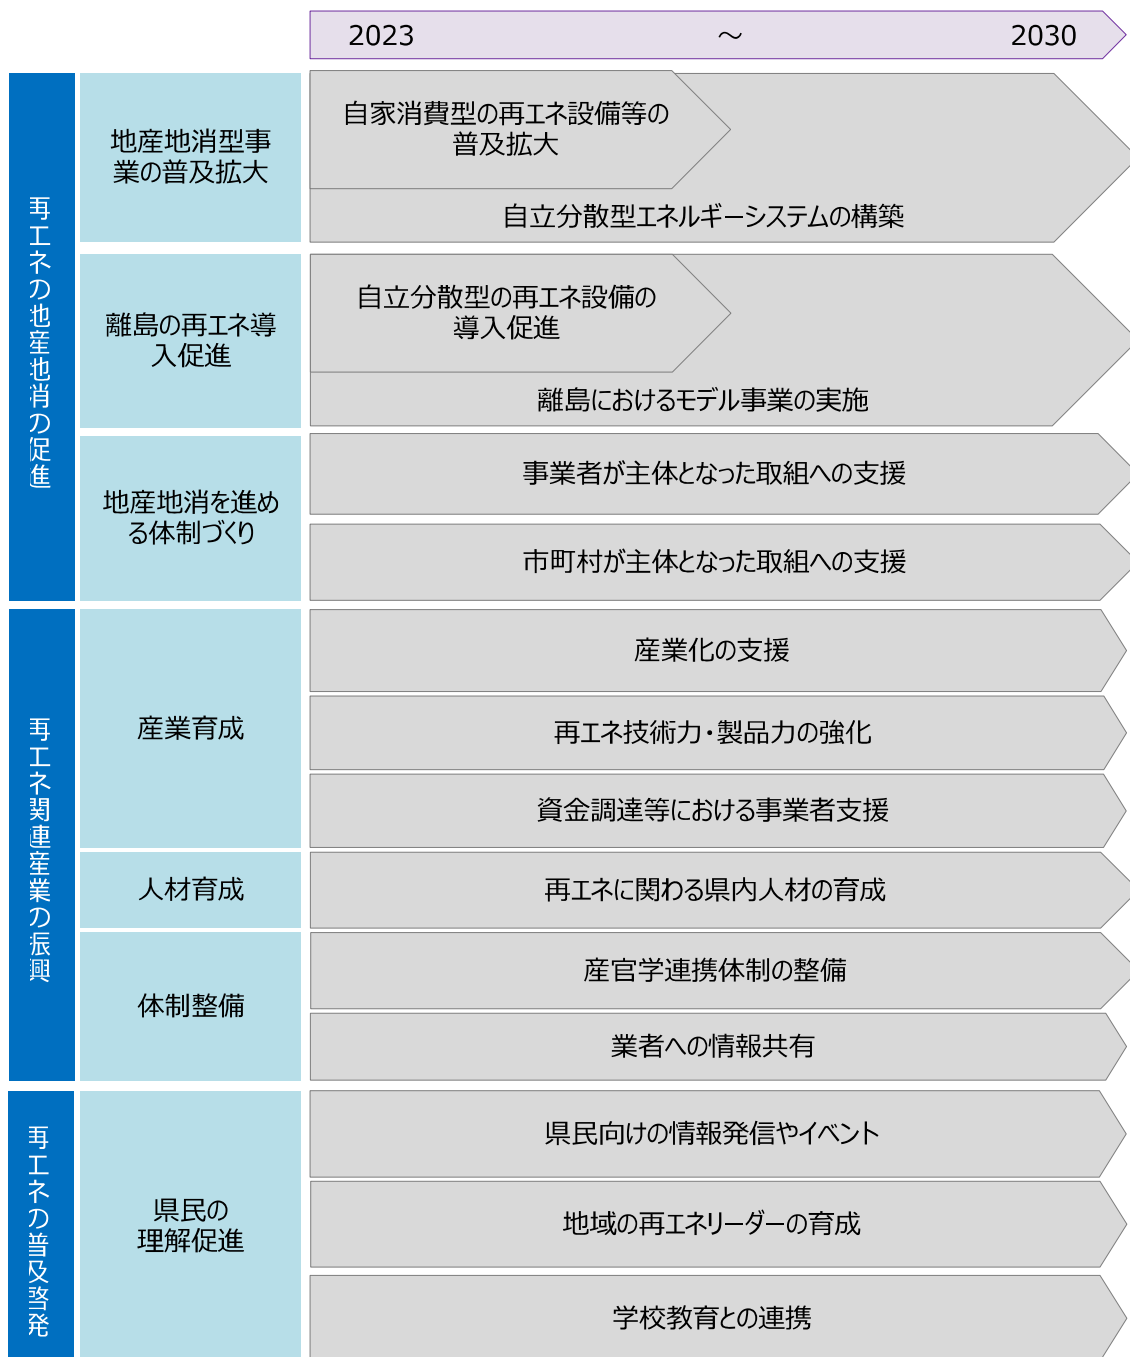 2023 ～ 2030
再エネの地産地消の促進
地産地消型事
業の普及拡大
自家消費型の再エネ設備等の
普及拡大
自立分散型エネルギーシステムの構築
離島の再エネ導
入促進
自立分散型の再エネ設備の
導入促進
離島におけるモデル事業の実施
地産地消を進め
る体制づくり
事業者が主体となった取組への支援
市町村が主体となった取組への支援
再エネ関連産業の振興
産業育成
産業化の支援
再エネ技術力・製品力の強化
資金調達等における事業者支援
人材育成
再エネに関わる県内人材の育成
体制整備
産官学連携体制の整備
業者への情報共有
再エネの普及啓発
県民の
理解促進
県民向けの情報発信やイベント
地域の再エネリーダーの育成
学校教育との連携